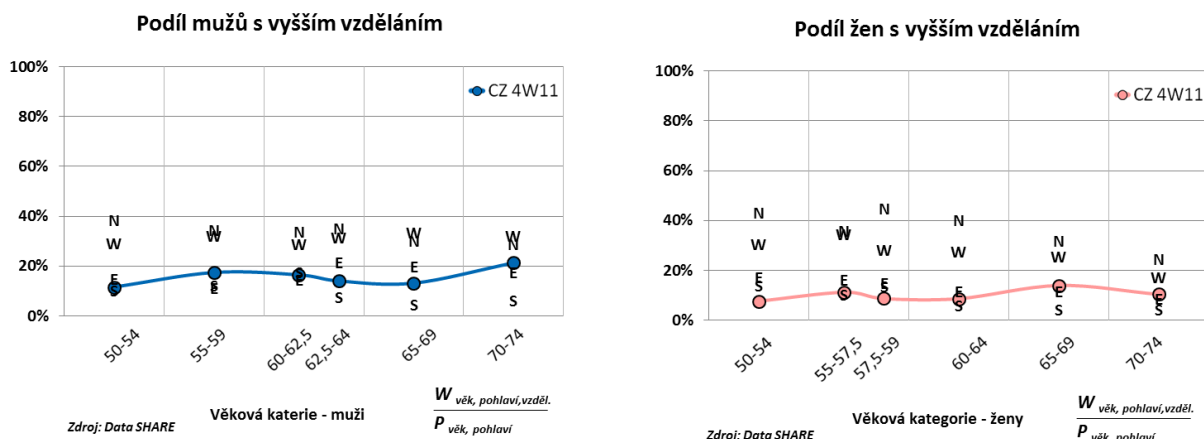 Podíl mužů s vyšším vzděláním
100%
80%
60%
40%
20%
0%
CZ 4W11
N
W
E
S
N
W
S
E
N
W
S
E
N
W
E
S
W
N
E
S
W
N
E
S
50-54
55-59
60-62,5
62,5-64
65-69
70-74
Věková katerie - muži
W věk, pohlaví,vzděl.
P věk, pohlaví
Zdroj: Data SHARE
Podíl žen s vyšším vzděláním
100%
80%
60%
40%
20%
0%
CZ 4W11
N
W
E
S
N
W
E
S
N
W
E
S
N
W
E
S
N
W
E
S
N
W
E
S
50-54
55-57,5
57,5-59
60-64
65-69
70-74
Věková kategorie - ženy
W věk, pohlaví,vzděl.
P věk, pohlaví
Zdroj: Data SHARE